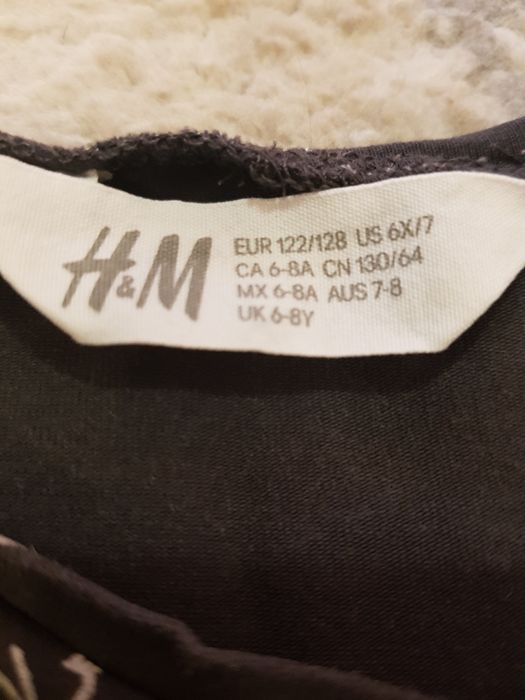 H&M
EUR 122/128 US 6X/7
CA 6-8A CN 130/64
MX 6-8A AUS 7-8
UK 6-8Y